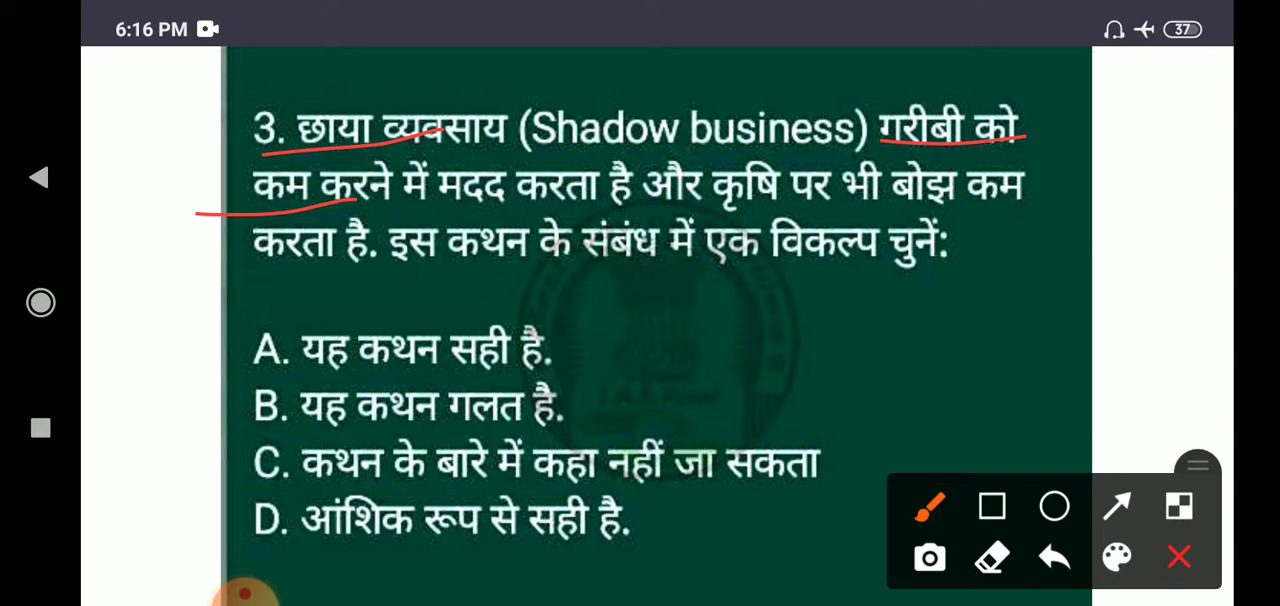 6:16 PM
37
3. छाया व्यवसाय (Shadow business) गरीबी को
कम करने में मदद करता है और कृषि पर भी बोझ कम
करता है. इस कथन के संबंध में एक विकल्प चुनें:
A. यह कथन सही है.
B. यह कथन गलत है.
C. कथन के बारे में कहा नहीं जा सकता
D. आंशिक रूप से सही है.